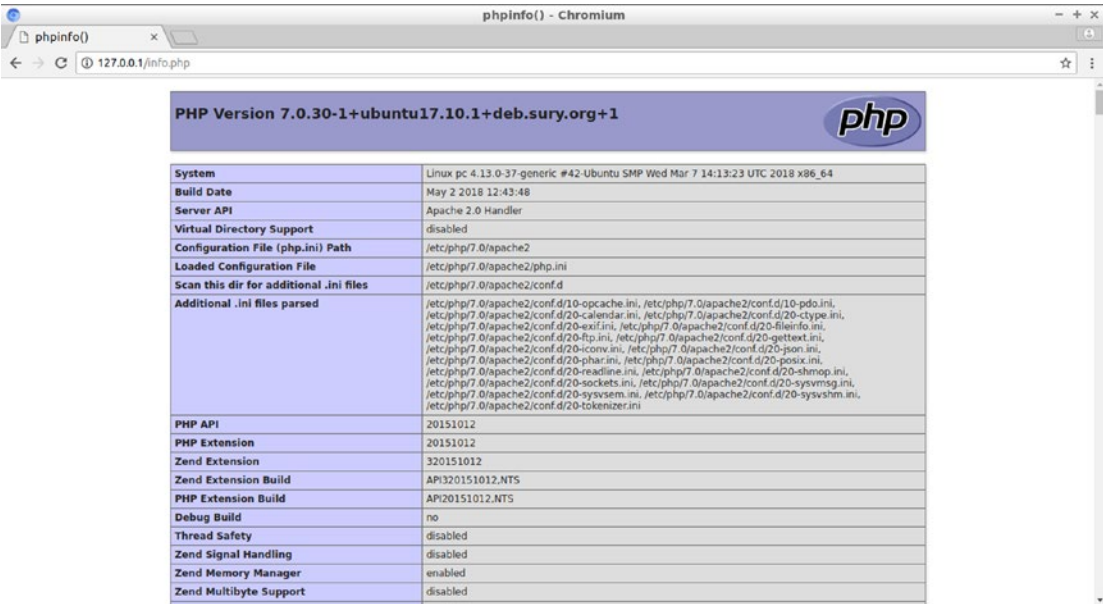 phpinfo() - Chromium
phpinfo()
127.0.0.1/info.php
PHP Version 7.0.30-1+ubuntu17.10.1+deb.sury.org+1
php
System Linux pc 4.13.0-37-generic #42-Ubuntu SMP Wed Mar 7 14:13:23 UTC 2018 x86_64
Build Date May 2 2018 12:43:48
Server API Apache 2.0 Handler
Virtual Directory Support disabled
Configuration File (php.ini) Path /etc/php/7.0/apache2
Loaded Configuration File /etc/php/7.0/apache2/php.ini
Scan this dir for additional .ini files /etc/php/7.0/apache2/conf.d
Additional .ini files parsed /etc/php/7.0/apache2/conf.d/10-opcache.ini, /etc/php/7.0/apache2/conf.d/10-pdo.ini,
/etc/php/7.0/apache2/conf.d/20-calendar.ini, /etc/php/7.0/apache2/conf.d/20-ctype.ini,
/etc/php/7.0/apache2/conf.d/20-exif.ini, /etc/php/7.0/apache2/conf.d/20-fileinfo.ini,
/etc/php/7.0/apache2/conf.d/20-ftp.ini, /etc/php/7.0/apache2/conf.d/20-gettext.ini,
/etc/php/7.0/apache2/conf.d/20-iconv.ini, /etc/php/7.0/apache2/conf.d/20-json.ini,
/etc/php/7.0/apache2/conf.d/20-phar.ini, /etc/php/7.0/apache2/conf.d/20-posix.ini,
/etc/php/7.0/apache2/conf.d/20-readline.ini, /etc/php/7.0/apache2/conf.d/20-shmop.ini,
/etc/php/7.0/apache2/conf.d/20-sockets.ini, /etc/php/7.0/apache2/conf.d/20-sysvmsg.ini,
/etc/php/7.0/apache2/conf.d/20-sysvsem.ini, /etc/php/7.0/apache2/conf.d/20-sysvshm.ini,
/etc/php/7.0/apache2/conf.d/20-tokenizer.ini
PHP API 20151012
PHP Extension 20151012
Zend Extension 320151012
Zend Extension Build API320151012,NTS
PHP Extension Build API20151012,NTS
Debug Build no
Thread Safety disabled
Zend Signal Handling disabled
Zend Memory Manager enabled
Zend Multibyte Support disabled